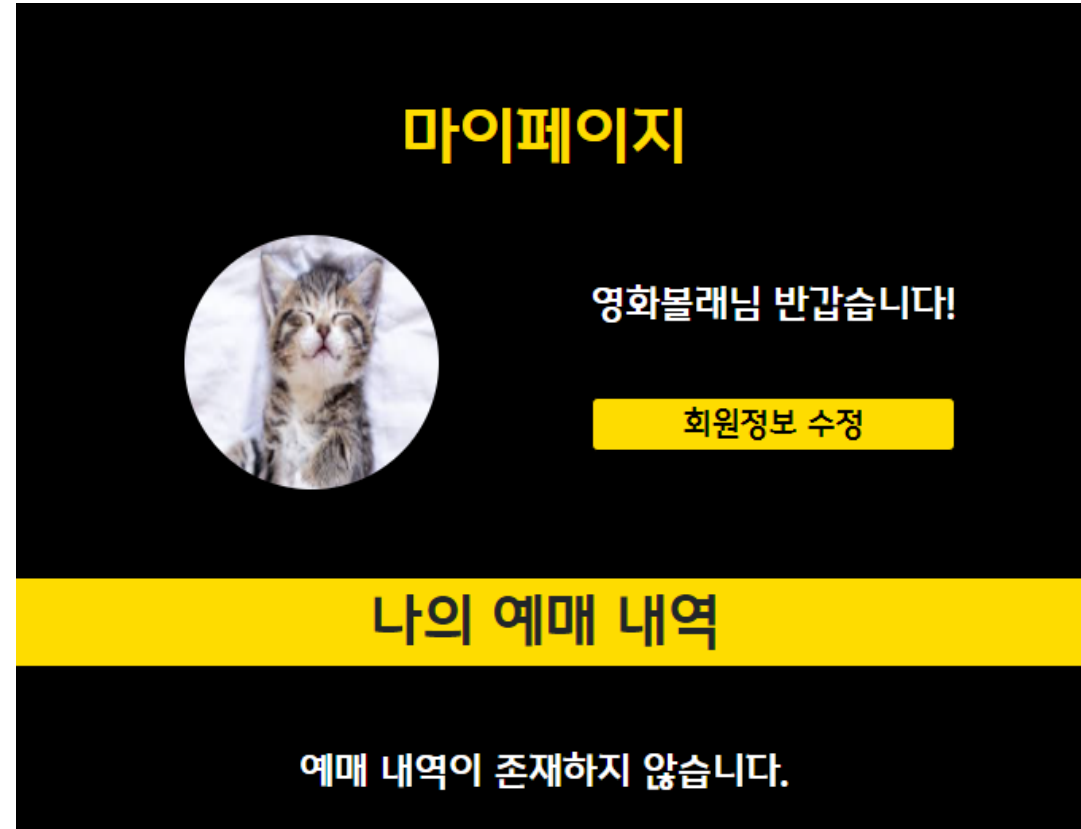 마이페이지
영화볼래님 반갑습니다!
회원정보 수정
나의 예매 내역
예매 내역이 존재하지 않습니다.